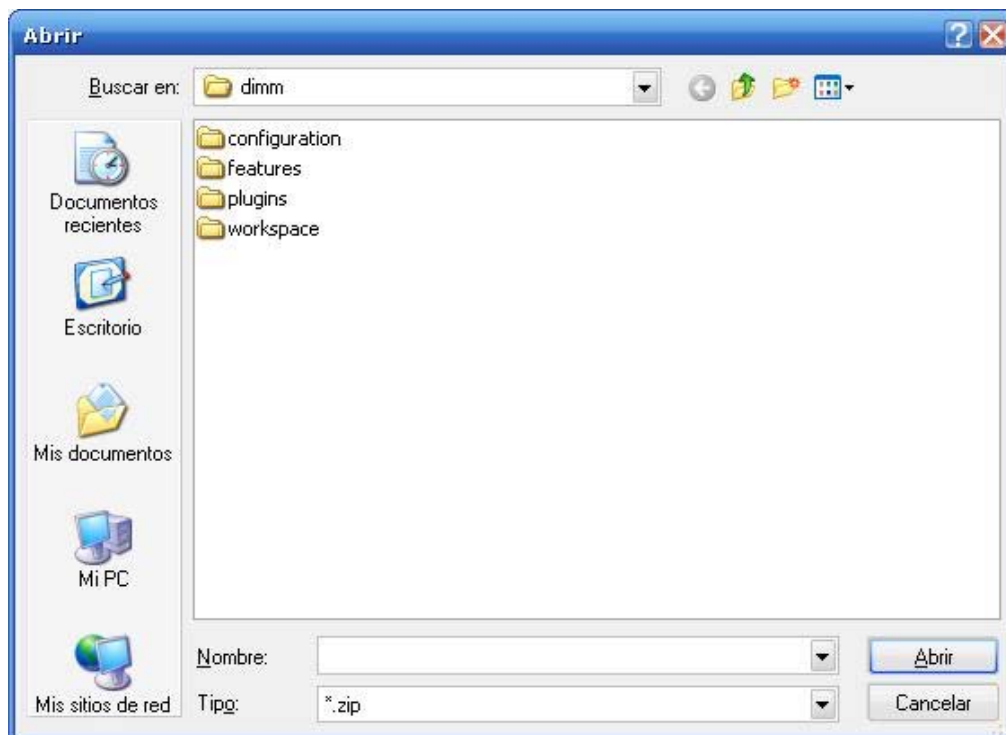 Abrir
Buscar en: dimm
configuration
features
plugins
workspace
Documentos
recientes
Escritorio
Mis documentos
Mi PC
Mis sitios de red
Nombre:
Abrir
Tipo: *.zip
Cancelar